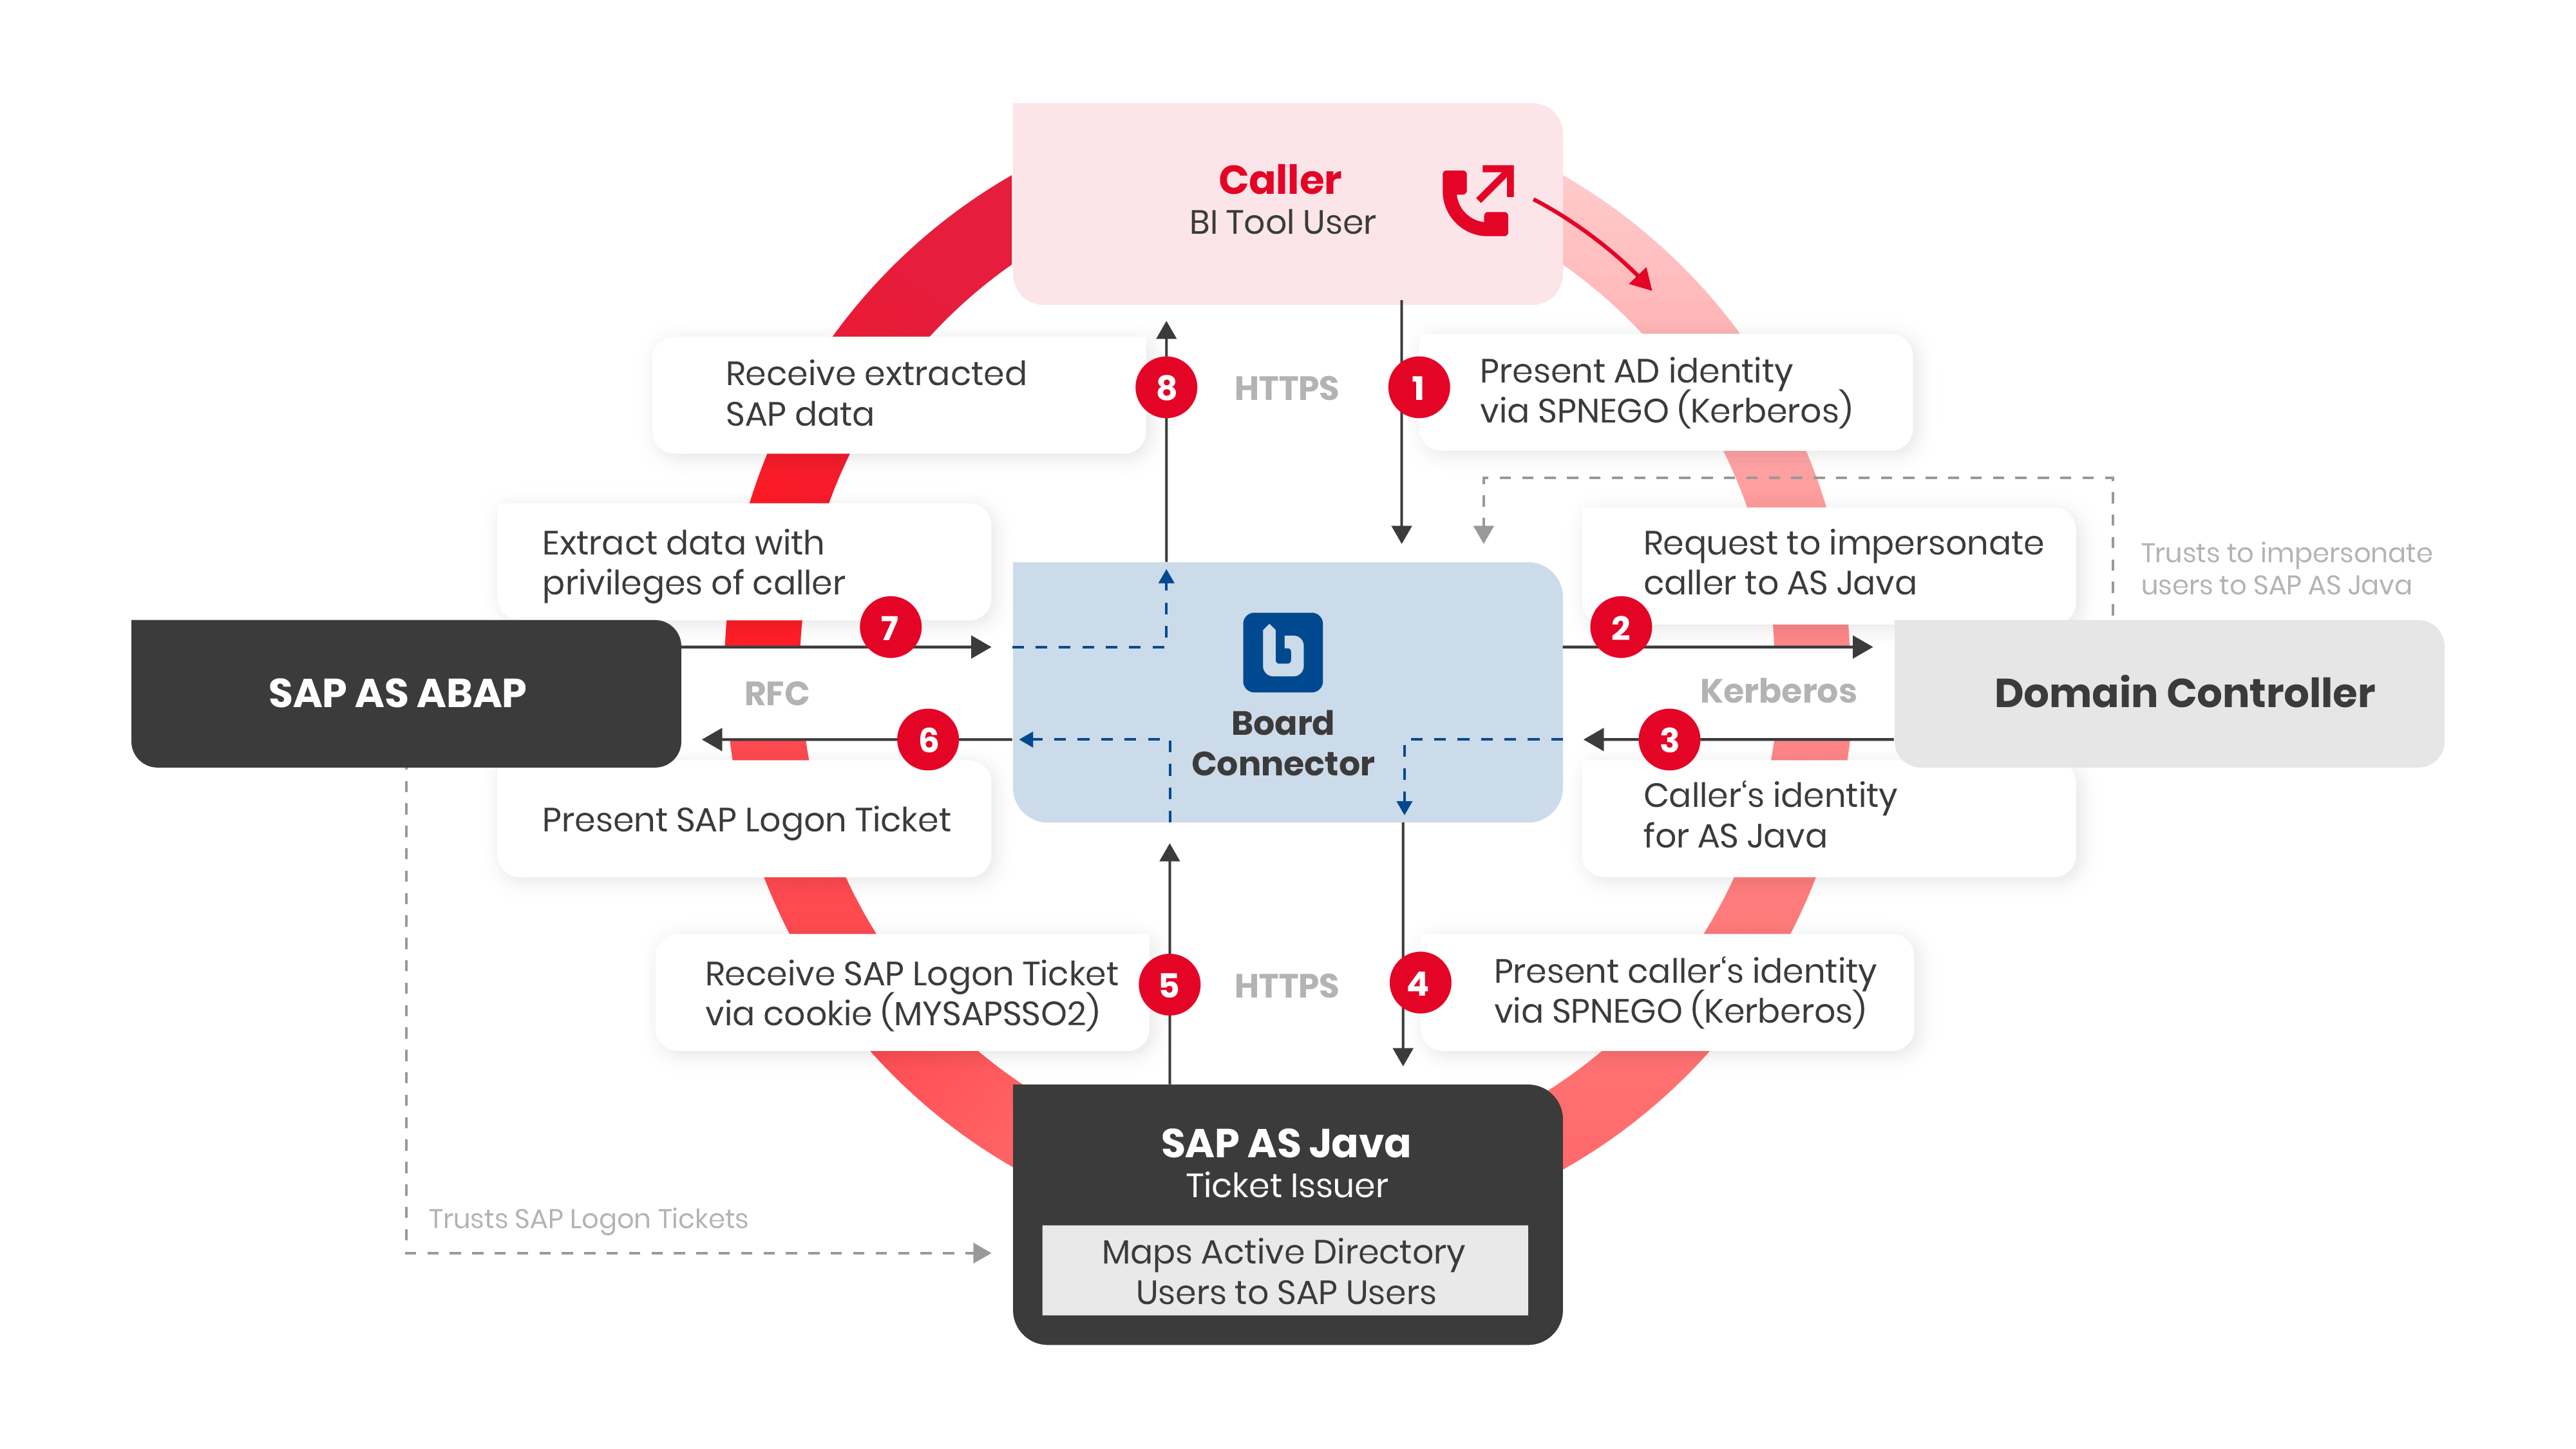 Caller
BI Tool User
Receive extracted
SAP data
8
HTTPS
1
Present AD identity
via SPNEGO (Kerberos)
Extract data with
privileges of caller
7
Request to impersonate
caller to AS Java
2
Trusts to impersonate
users to SAP AS Java
SAP AS ABAP
RFC
Board
Connector
Kerberos
Domain Controller
6
Present SAP Logon Ticket
3
Caller‘s identity
for AS Java
Receive SAP Logon Ticket
via cookie (MYSAPSSO2)
5
HTTPS
4
Present caller‘s identity
via SPNEGO (Kerberos)
SAP AS Java
Ticket Issuer
Trusts SAP Logon Tickets
Maps Active Directory
Users to SAP Users